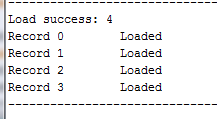 ----------------------------------
Load success: 4
Record 0        Loaded
Record 1        Loaded
Record 2        Loaded
Record 3        Loaded
----------------------------------